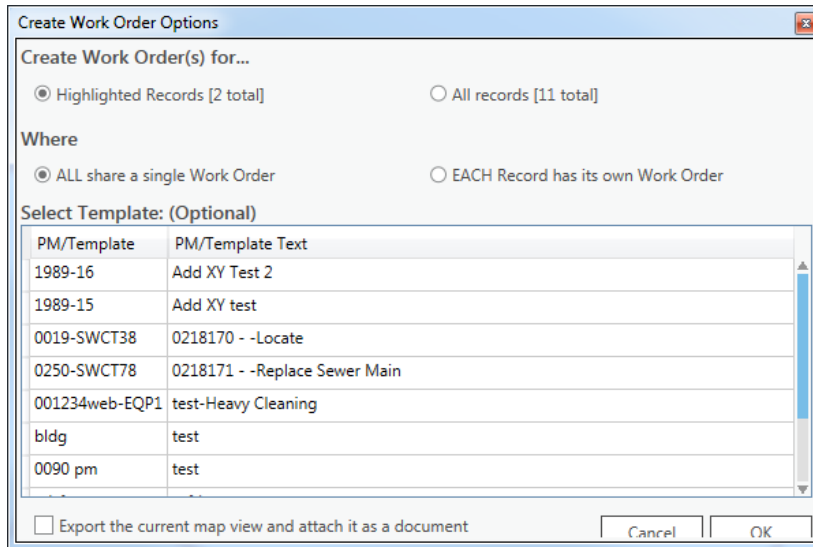 Create Work Order Options
Create Work Order(s) for...
Highlighted Records [2 total] All records [11 total]
Where
ALL share a single Work Order EACH Record has its own Work Order
Select Template: (Optional)
PM/Template PM/Template Text
1989-16 Add XY Test 2
1989-15 Add XY test
0019-SWCT38 0218170 - -Locate
0250-SWCT78 0218171 - -Replace Sewer Main
001234web-EQP1 test-Heavy Cleaning
bldg test
0090 pm test
Export the current map view and attach it as a document Cancel OK